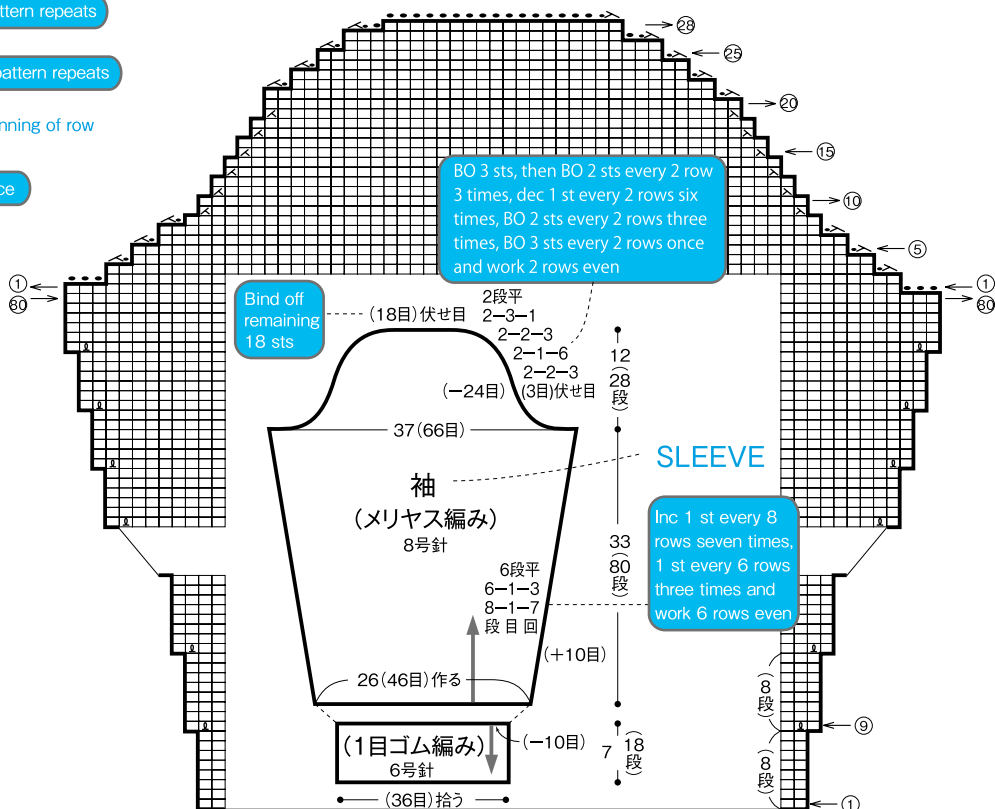 ttern repeats
pattern repeats
nning of row
ce
28
25
20
15
10
5
1
80
1
80
BO 3 sts, then BO 2 sts every 2 row
3 times, dec 1 st every 2 rows six
times, BO 2 sts every 2 rows three
times, BO 3 sts every 2 rows once
and work 2 rows even
Bind off
remaining
18 sts
(18目)伏せ目
2段平
2-3-1
2-2-3
2-1-6
2-2-3
(3目)伏せ目
(-24目)
12
(28段)
37(66目)
SLEEVE
袖
(メリヤス編み)
8号針
33
(80段)
Inc 1 st every 8
rows seven times,
1 st every 6 rows
three times and
work 6 rows even
6段平
6-1-3
8-1-7
段目回
(+10目)
26(46目)作る
(8段)
9
(8段)
1
(1目ゴム編み)
6号針
(-10目)
7
(18段)
(36目)拾う